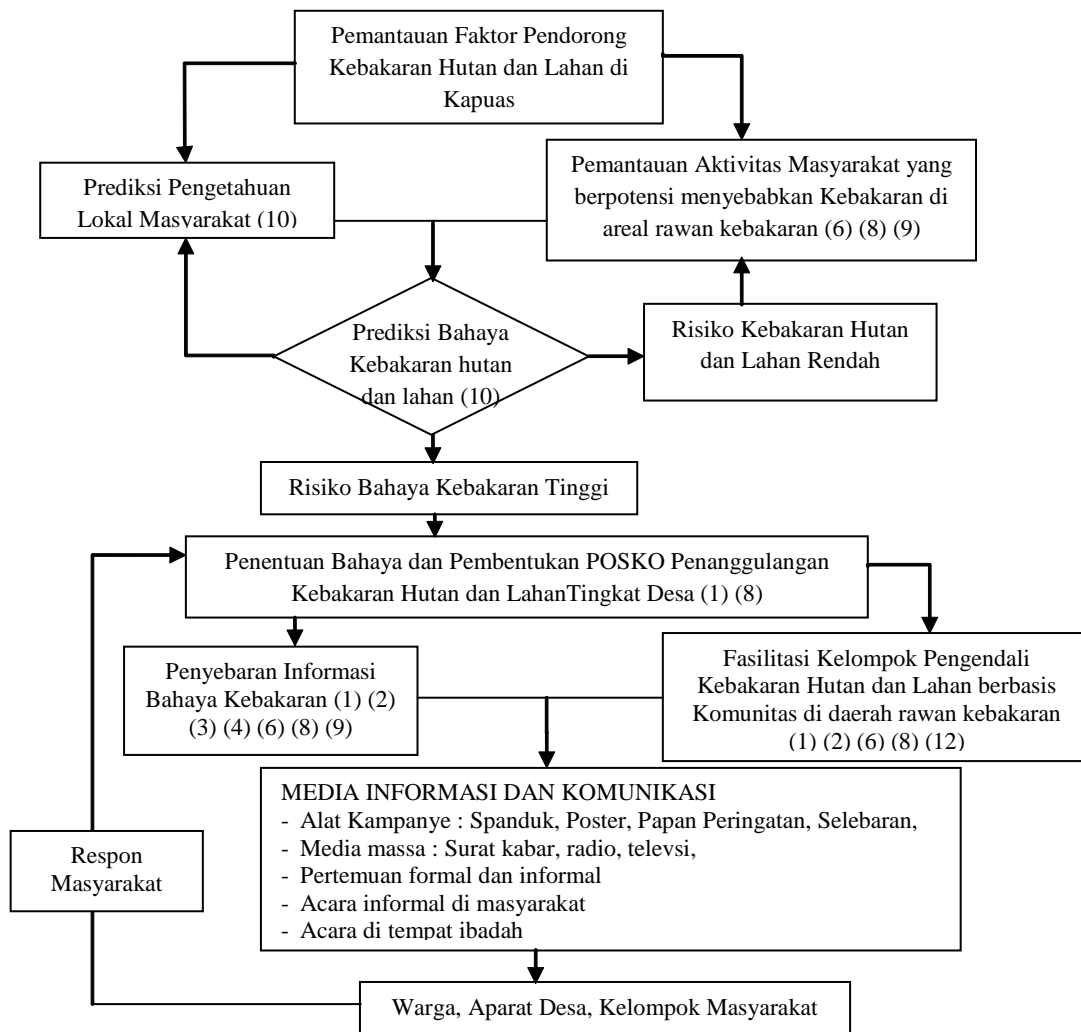 Pemantauan Faktor Pendorong
Kebakaran Hutan dan Lahan di
Kapuas
Prediksi Pengetahuan
Lokal Masyarakat (10)
Pemantauan Aktivitas Masyarakat yang
berpotensi menyebabkan Kebakaran di
areal rawan kebakaran (6) (8) (9)
Prediksi Bahaya
Kebakaran hutan
dan lahan (10)
Risiko Kebakaran Hutan
dan Lahan Rendah
Risiko Bahaya Kebakaran Tinggi
Penentuan Bahaya dan Pembentukan POSKO Penanggulangan
Kebakaran Hutan dan LahanTingkat Desa (1) (8)
Penyebaran Informasi
Bahaya Kebakaran (1) (2)
(3) (4) (6) (8) (9)
Fasilitasi Kelompok Pengendali
Kebakaran Hutan dan Lahan berbasis
Komunitas di daerah rawan kebakaran
(1) (2) (6) (8) (12)
MEDIA INFORMASI DAN KOMUNIKASI
- Alat Kampanye : Spanduk, Poster, Papan Peringatan, Selebaran,
- Media massa : Surat kabar, radio, televsi,
- Pertemuan formal dan informal
- Acara informal di masyarakat
- Acara di tempat ibadah
Respon
Masyarakat
Warga, Aparat Desa, Kelompok Masyarakat